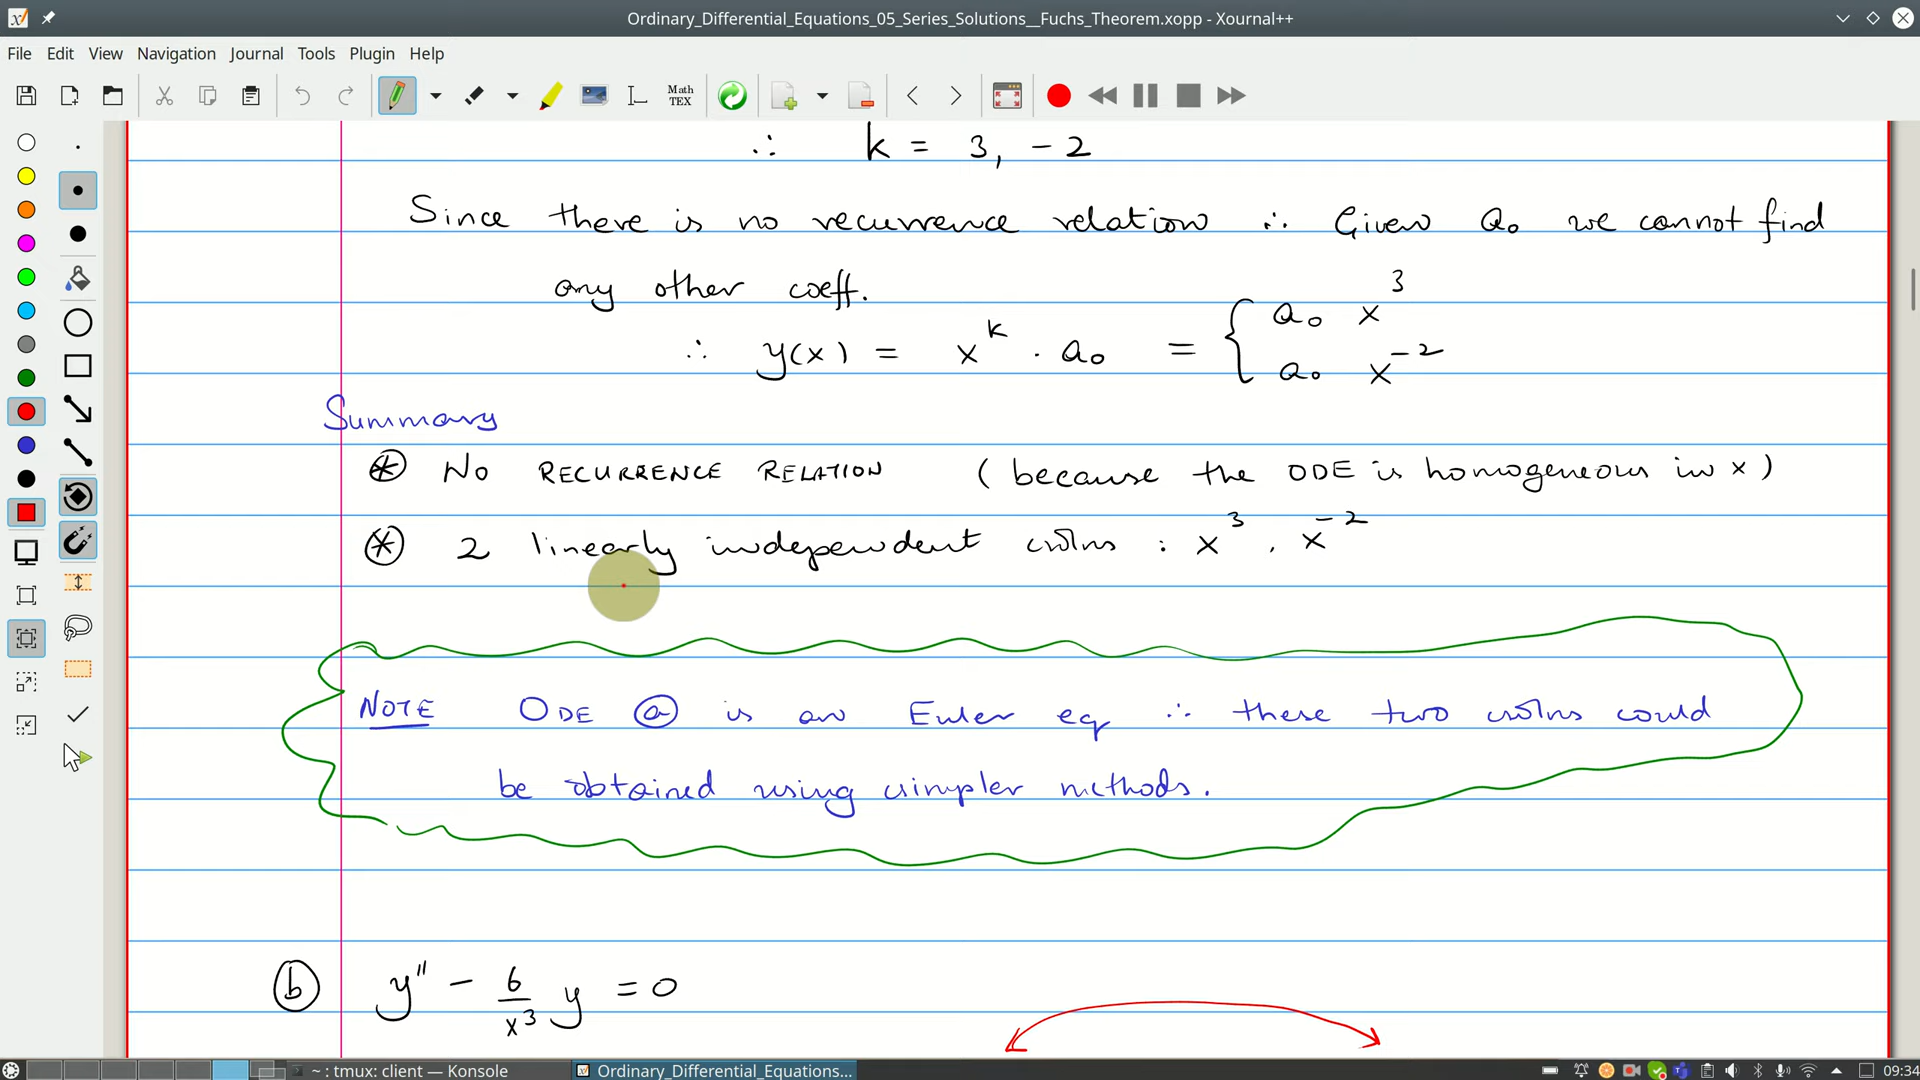 Ordinary_Differential_Equations_05_Series_Solutions__Fuchs_Theorem.xopp - Xournal++
File Edit View Navigation Journal Tools Plugin Help
Math TEX
∴ k = 3, -2
Since there is no recurrence relation ∴ Given a₀ we cannot find
any other coeff.
∴ y(x) = x^k · a₀ = { a₀ x³
a₀ x^-2
Summary
⊛ NO RECURRENCE RELATION (because the ODE is homogeneous in x)
⊛ 2 linearly independent solns : x³, x^-2
NOTE ODE ⓐ is an Euler eq ∴ these two solns could
be obtained using simpler methods.
ⓑ y'' - 6/x³ y = 0
~ : tmux: client — Konsole
Ordinary_Differential_Equations...
09:34